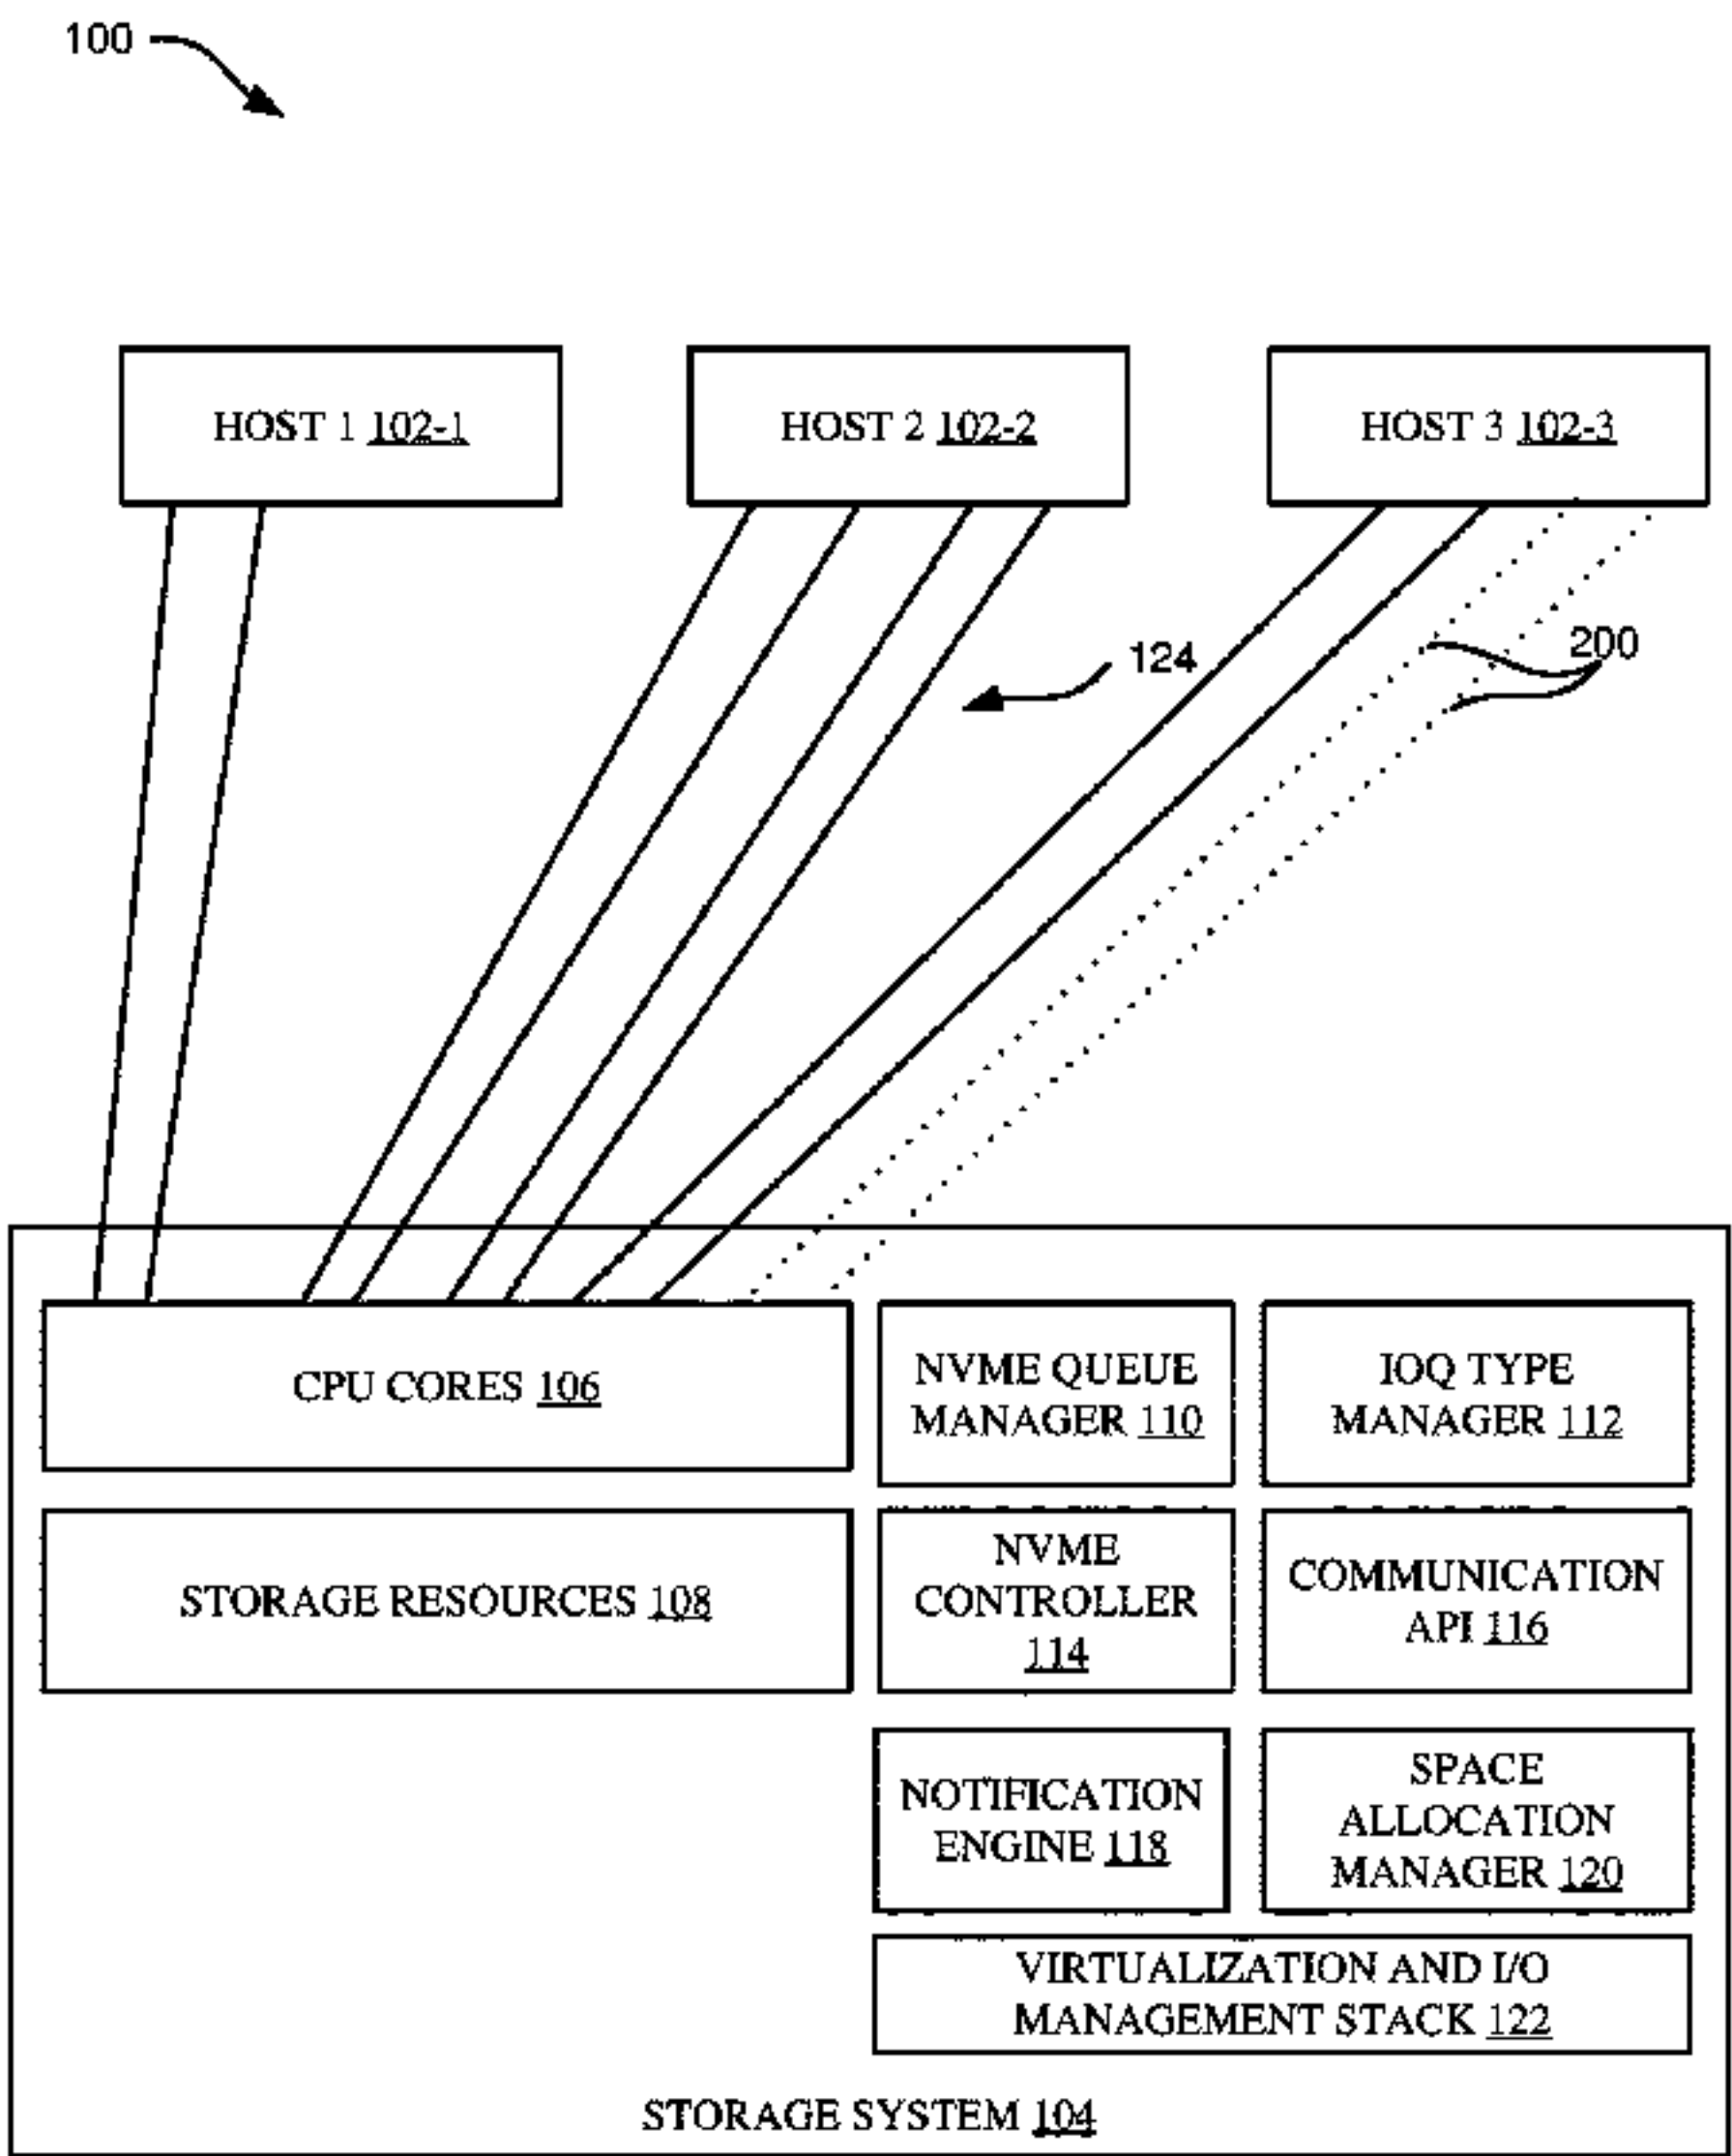 100
HOST 1 102-1
HOST 2 102-2
HOST 3 102-3
124
200
CPU CORES 106
NVME QUEUE
MANAGER 110
IOQ TYPE
MANAGER 112
STORAGE RESOURCES 108
NVME
CONTROLLER
114
COMMUNICATION
API 116
NOTIFICATION
ENGINE 118
SPACE
ALLOCATION
MANAGER 120
VIRTUALIZATION AND I/O
MANAGEMENT STACK 122
STORAGE SYSTEM 104